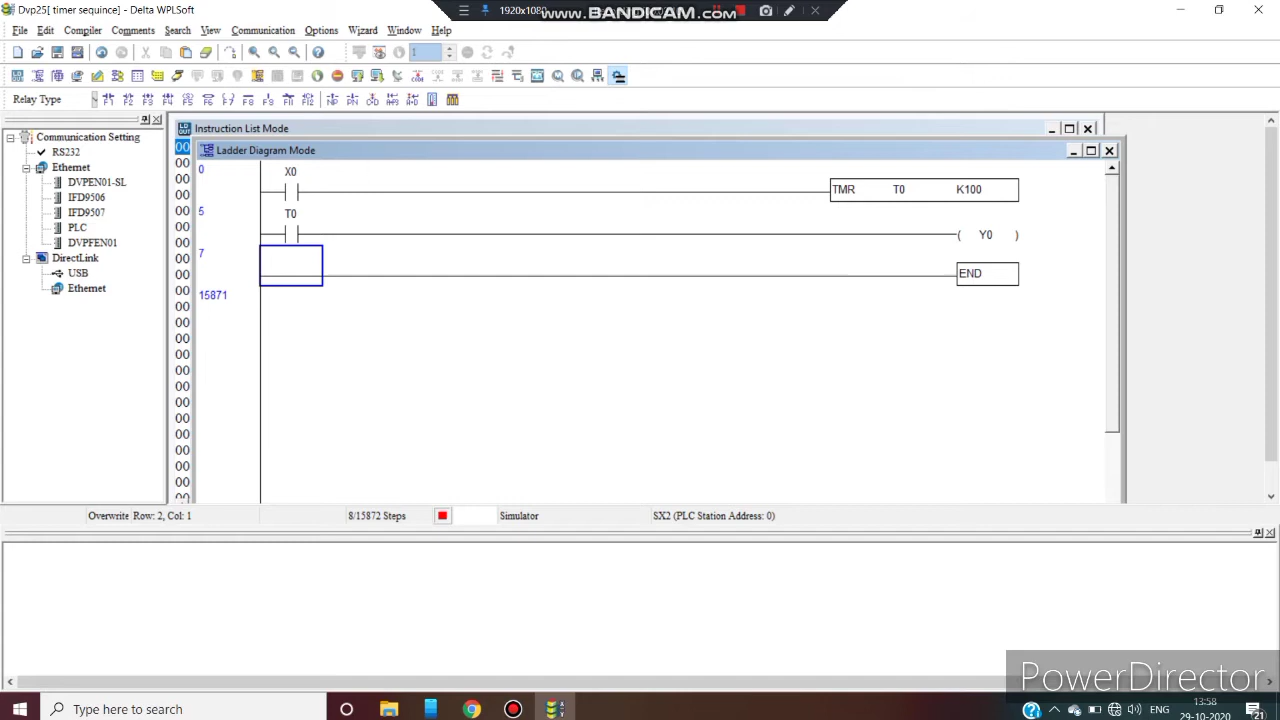 Dvp25[ timer sequince] - Delta WPLSoft
1920x1080
www.BANDICAM.com
File Edit Compiler Comments Search View Communication Options Wizard Window Help
1
Relay Type
Communication Setting
RS232
Ethernet
DVPEN01-SL
IFD9506
IFD9507
PLC
DVPFEN01
DirectLink
USB
Ethernet
Instruction List Mode
Ladder Diagram Mode
0
X0
TMR T0 K100
5
T0
( Y0 )
7
END
15871
Overwrite Row: 2, Col: 1
8/15872 Steps
Simulator
SX2 (PLC Station Address: 0)
PowerDirector
Type here to search
ENG
13:58
29-10-2020